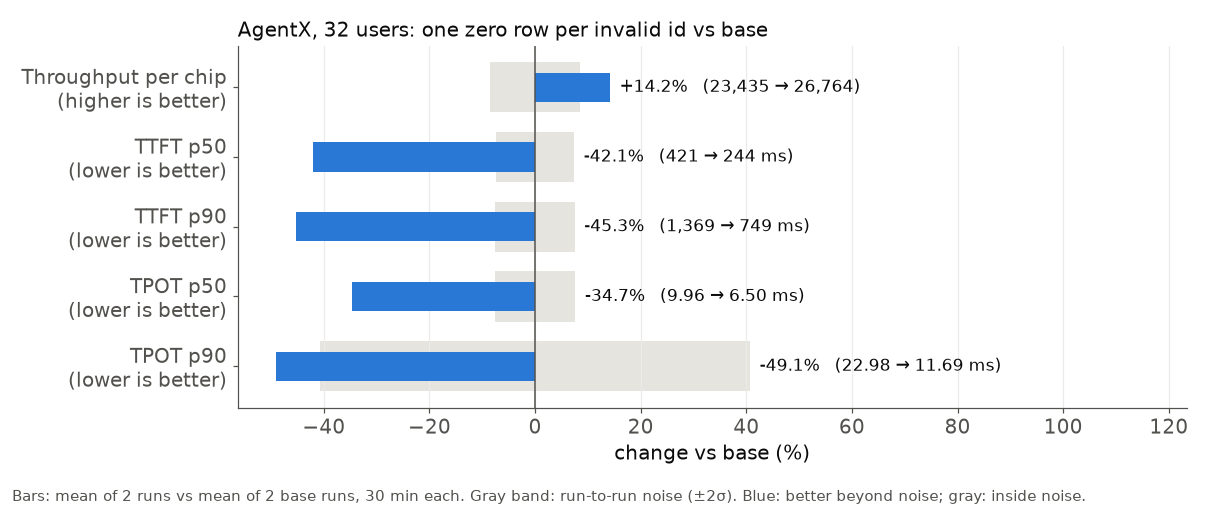 AgentX, 32 users: one zero row per invalid id vs base
Throughput per chip
(higher is better)
+14.2%   (23,435 → 26,764)
TTFT p50
(lower is better)
-42.1%   (421 → 244 ms)
TTFT p90
(lower is better)
-45.3%   (1,369 → 749 ms)
TPOT p50
(lower is better)
-34.7%   (9.96 → 6.50 ms)
TPOT p90
(lower is better)
-49.1%   (22.98 → 11.69 ms)
−40 −20 0 20 40 60 80 100 120
change vs base (%)
Bars: mean of 2 runs vs mean of 2 base runs, 30 min each. Gray band: run-to-run noise (±2σ). Blue: better beyond noise; gray: inside noise.